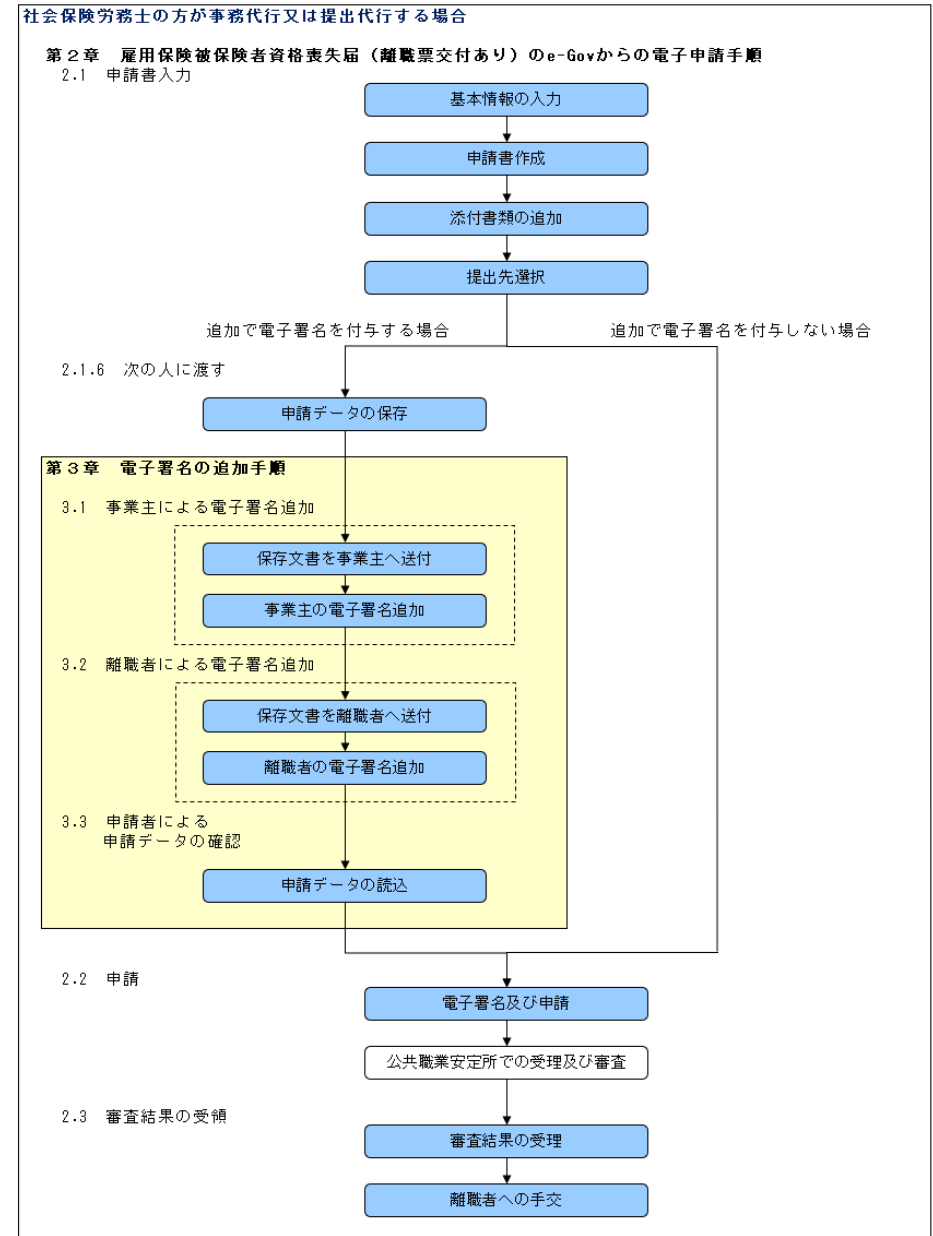 社会保険労務士の方が事務代行又は提出代行する場合
第２章　雇用保険被保険者資格喪失届（離職票交付あり）のe-Govからの電子申請手順
2.1　申請書入力
基本情報の入力
申請書作成
添付書類の追加
提出先選択
追加で電子署名を付与する場合
追加で電子署名を付与しない場合
2.1.6　次の人に渡す
申請データの保存
第３章　電子署名の追加手順
3.1　事業主による電子署名追加
保存文書を事業主へ送付
事業主の電子署名追加
3.2　離職者による電子署名追加
保存文書を離職者へ送付
離職者の電子署名追加
3.3　申請者による
申請データの確認
申請データの読込
2.2　申請
電子署名及び申請
公共職業安定所での受理及び審査
2.3　審査結果の受領
審査結果の受理
離職者への手交